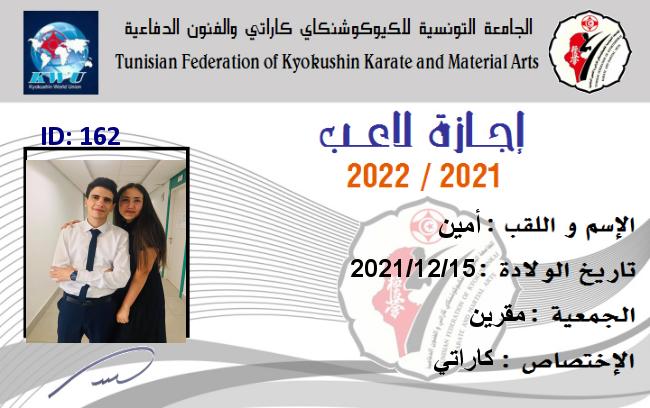 الجامعة التونسية للكيوكوشنكاي كاراتي والفنون الدفاعية
Tunisian Federation of Kyokushin Karate and Material Arts
KWU
Kyokushin World Union
ID: 162
إجازة لاعب
2022 / 2021
الإسم و اللقب : أمين
تاريخ الولادة : 2021/12/15
الجمعية : مقرين
الإختصاص : كاراتي